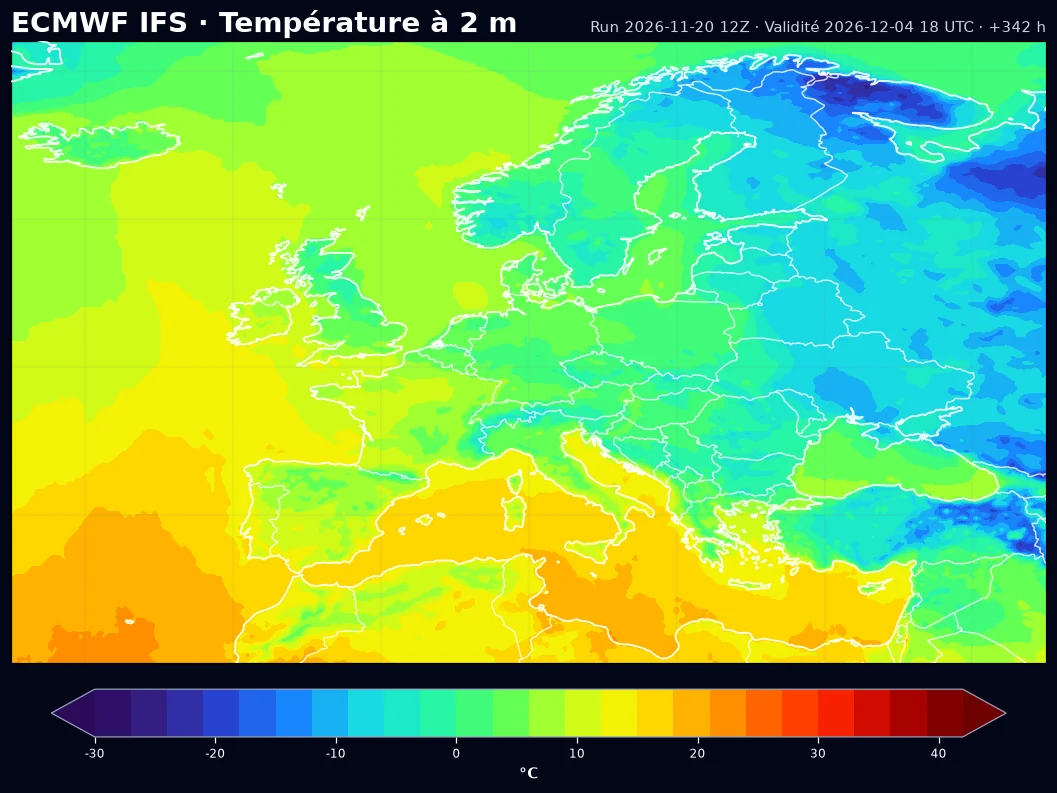 ECMWF IFS · Température à 2 m
Run 2026-11-20 12Z · Validité 2026-12-04 18 UTC · +342 h
-30 -20 -10 0 10 20 30 40
°C